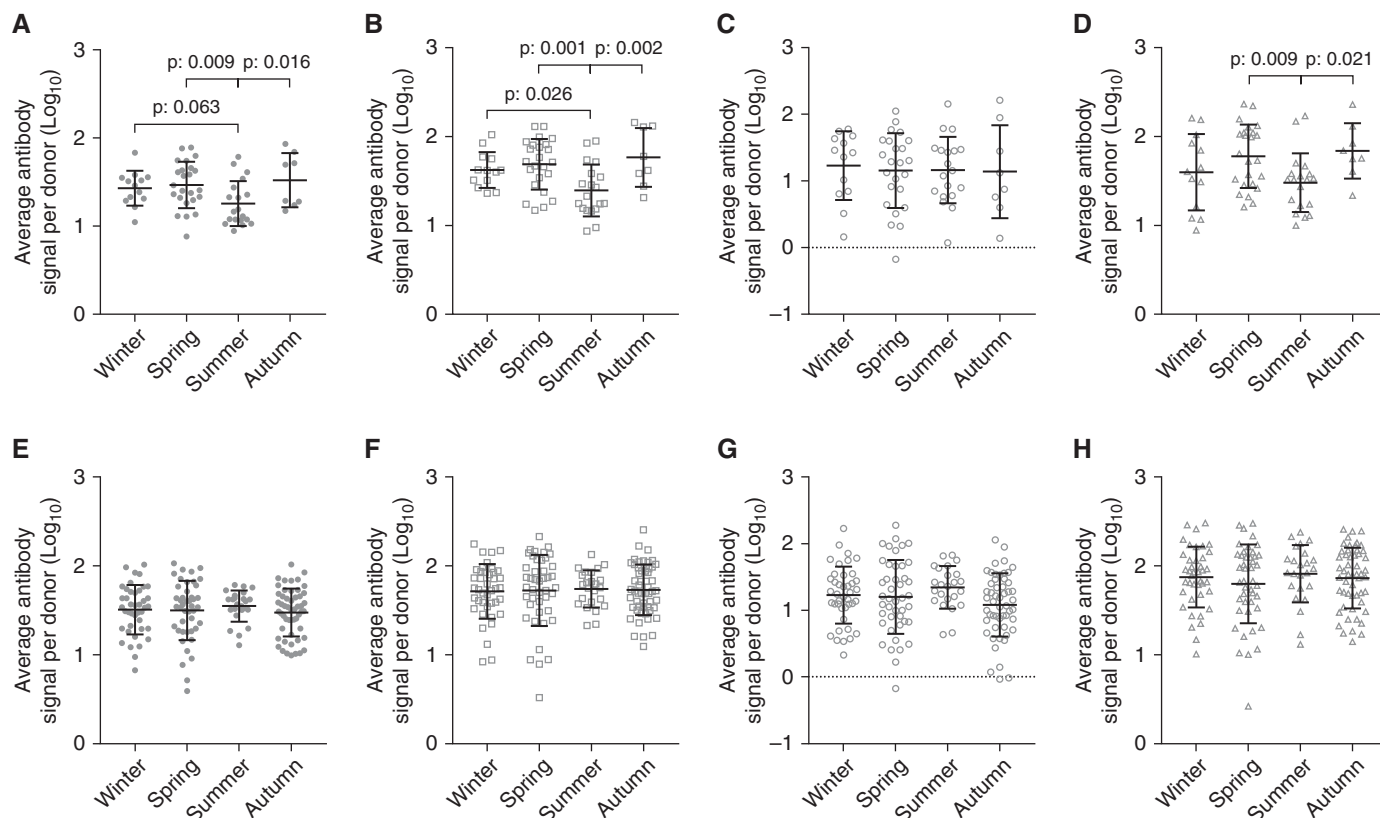 A
Average antibody
signal per donor (Log10)
3
2
1
0
p: 0.009
p: 0.016
p: 0.063
Winter
Spring
Summer
Autumn
B
Average antibody
signal per donor (Log10)
3
2
1
0
p: 0.001
p: 0.002
p: 0.026
Winter
Spring
Summer
Autumn
C
Average antibody
signal per donor (Log10)
3
2
1
0
–1
Winter
Spring
Summer
Autumn
D
Average antibody
signal per donor (Log10)
3
2
1
0
p: 0.009
p: 0.021
Winter
Spring
Summer
Autumn
E
Average antibody
signal per donor (Log10)
3
2
1
0
Winter
Spring
Summer
Autumn
F
Average antibody
signal per donor (Log10)
3
2
1
0
Winter
Spring
Summer
Autumn
G
Average antibody
signal per donor (Log10)
3
2
1
0
–1
Winter
Spring
Summer
Autumn
H
Average antibody
signal per donor (Log10)
3
2
1
0
Winter
Spring
Summer
Autumn